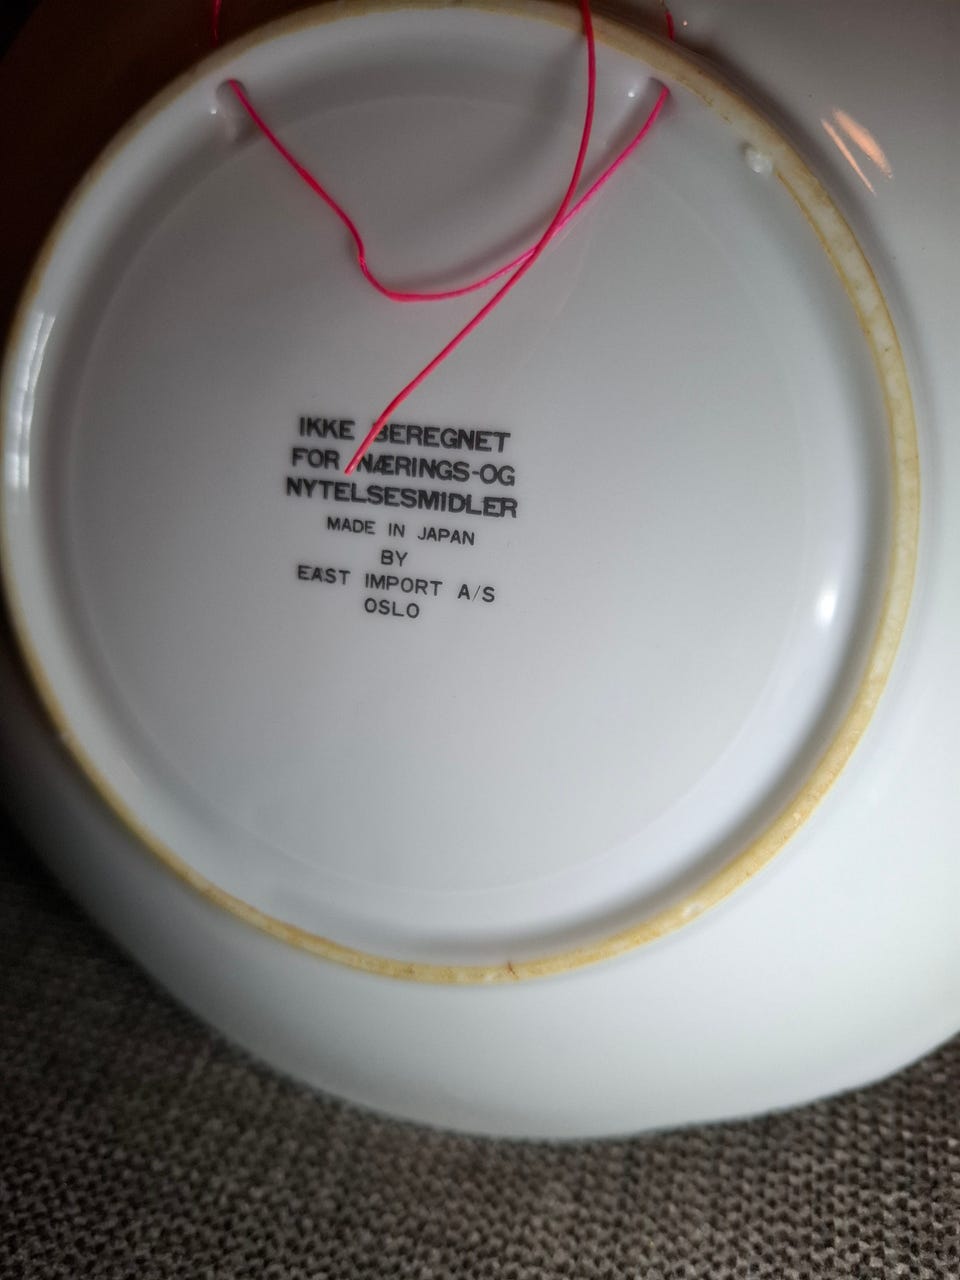 IKKE BEREGNET
FOR NÆRINGS-OG
NYTELSESMIDLER
MADE IN JAPAN
BY
EAST IMPORT A/S
OSLO